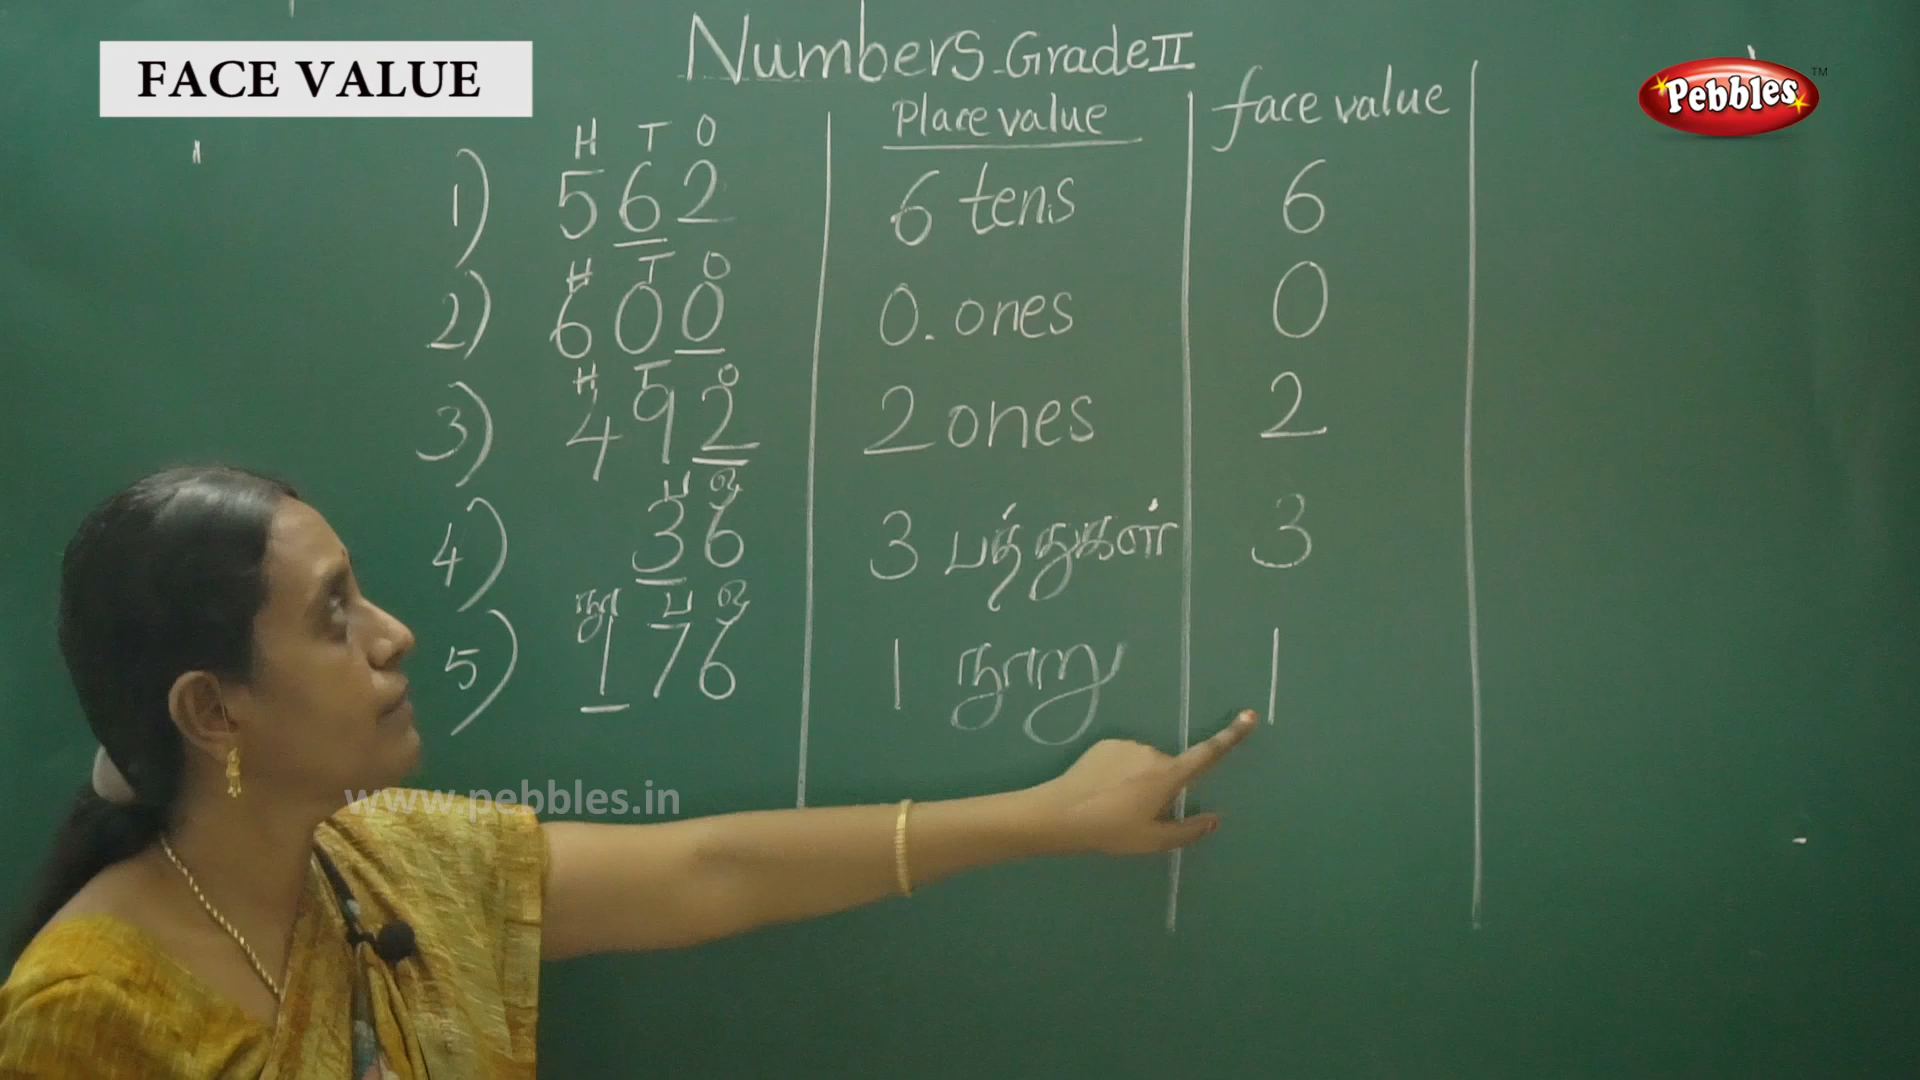 FACE VALUE
Numbers Grade II
Pebbles TM
Place value face value
H T O
1) 562 6 tens 6
H T O
2) 600 0. ones 0
H T O
3) 492 2 ones 2
ப ஒ
4) 36 3 பத்துகள் 3
நூ ப ஒ
5) 176 1 நூறு 1
www.pebbles.in